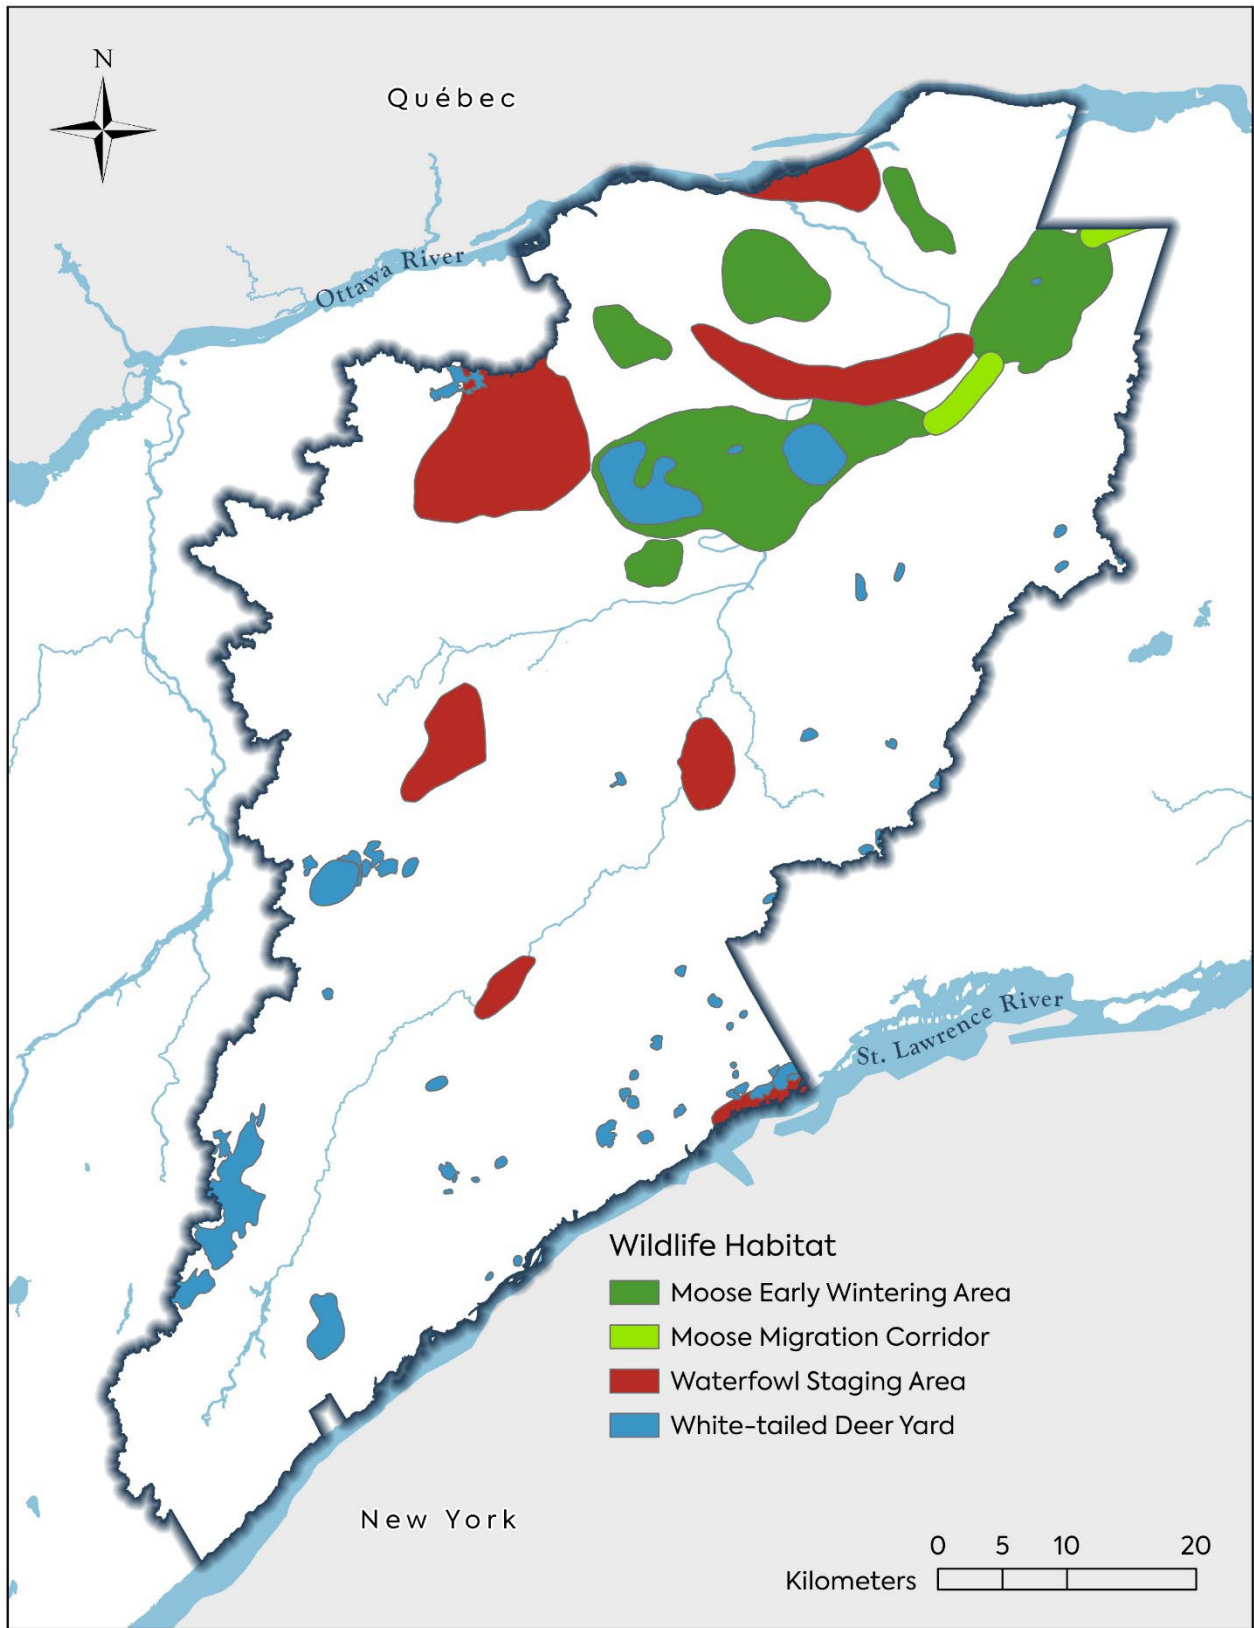 N
Québec
Ottawa River
St. Lawrence River
Wildlife Habitat
Moose Early Wintering Area
Moose Migration Corridor
Waterfowl Staging Area
White-tailed Deer Yard
New York
0 5 10 20
Kilometers